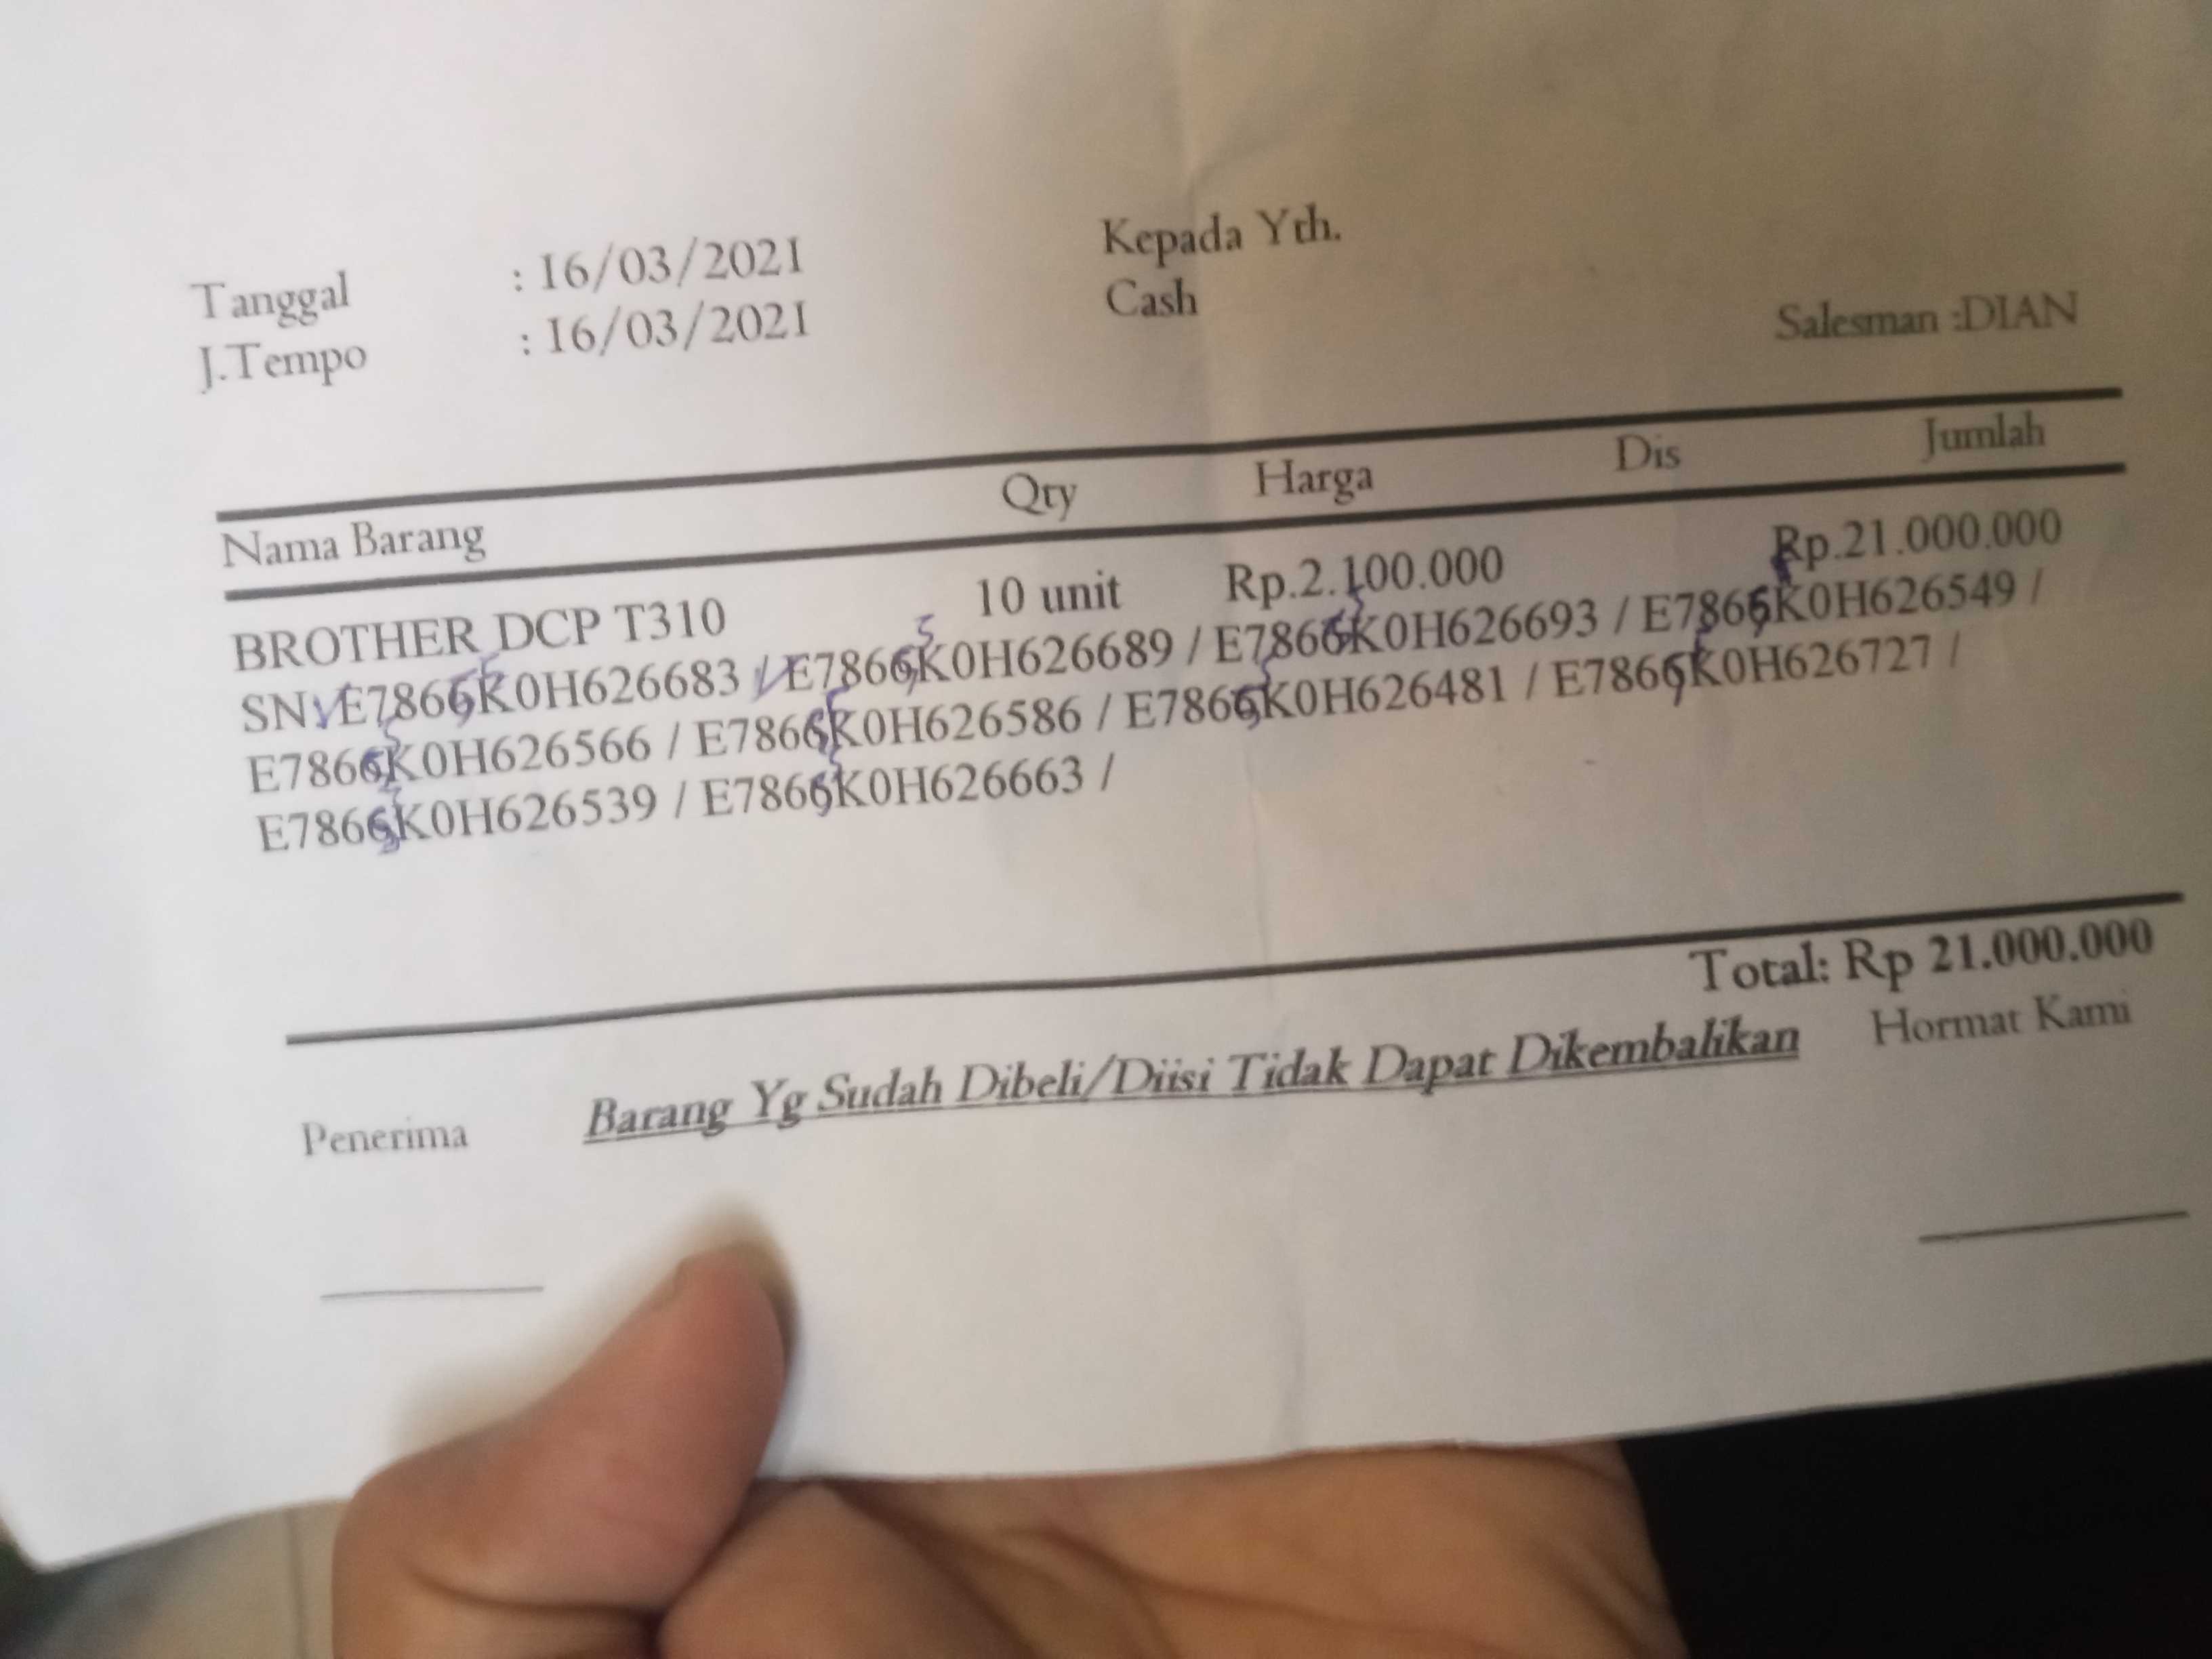 Tanggal : 16/03/2021 Kepada Yth.
J.Tempo : 16/03/2021 Cash
Salesman :DIAN
Nama Barang Qty Harga Dis Jumlah
BROTHER DCP T310 10 unit Rp.2.100.000 Rp.21.000.000
SN: E7866K0H626683 / E7866K0H626689 / E7866K0H626693 / E7866K0H626549 /
E7866K0H626566 / E7866K0H626586 / E7866K0H626481 / E7866K0H626727 /
E7866K0H626539 / E7866K0H626663 /
Total: Rp 21.000.000
Penerima Barang Yg Sudah Dibeli/Diisi Tidak Dapat Dikembalikan Hormat Kami